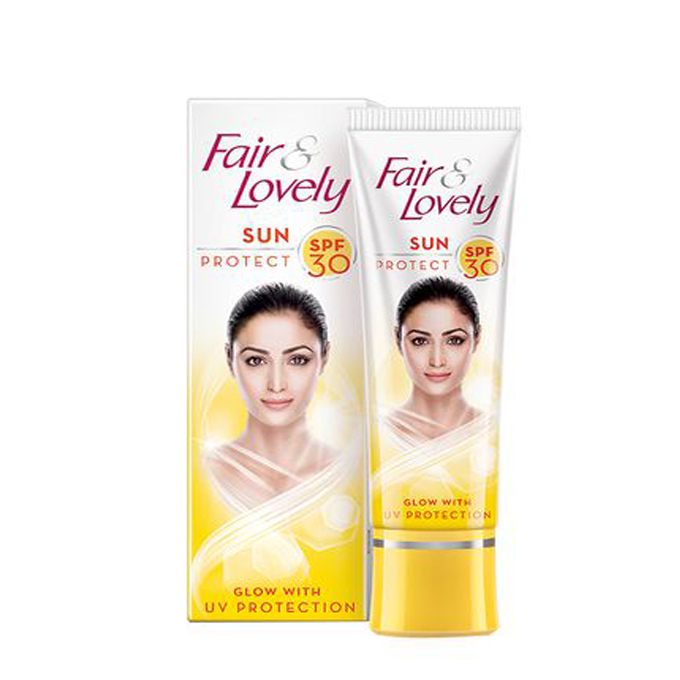 Fair &
Lovely
SUN
PROTECT
SPF
30
GLOW WITH
UV PROTECTION
Fair &
Lovely
SUN
PROTECT
SPF
30
GLOW WITH
UV PROTECTION